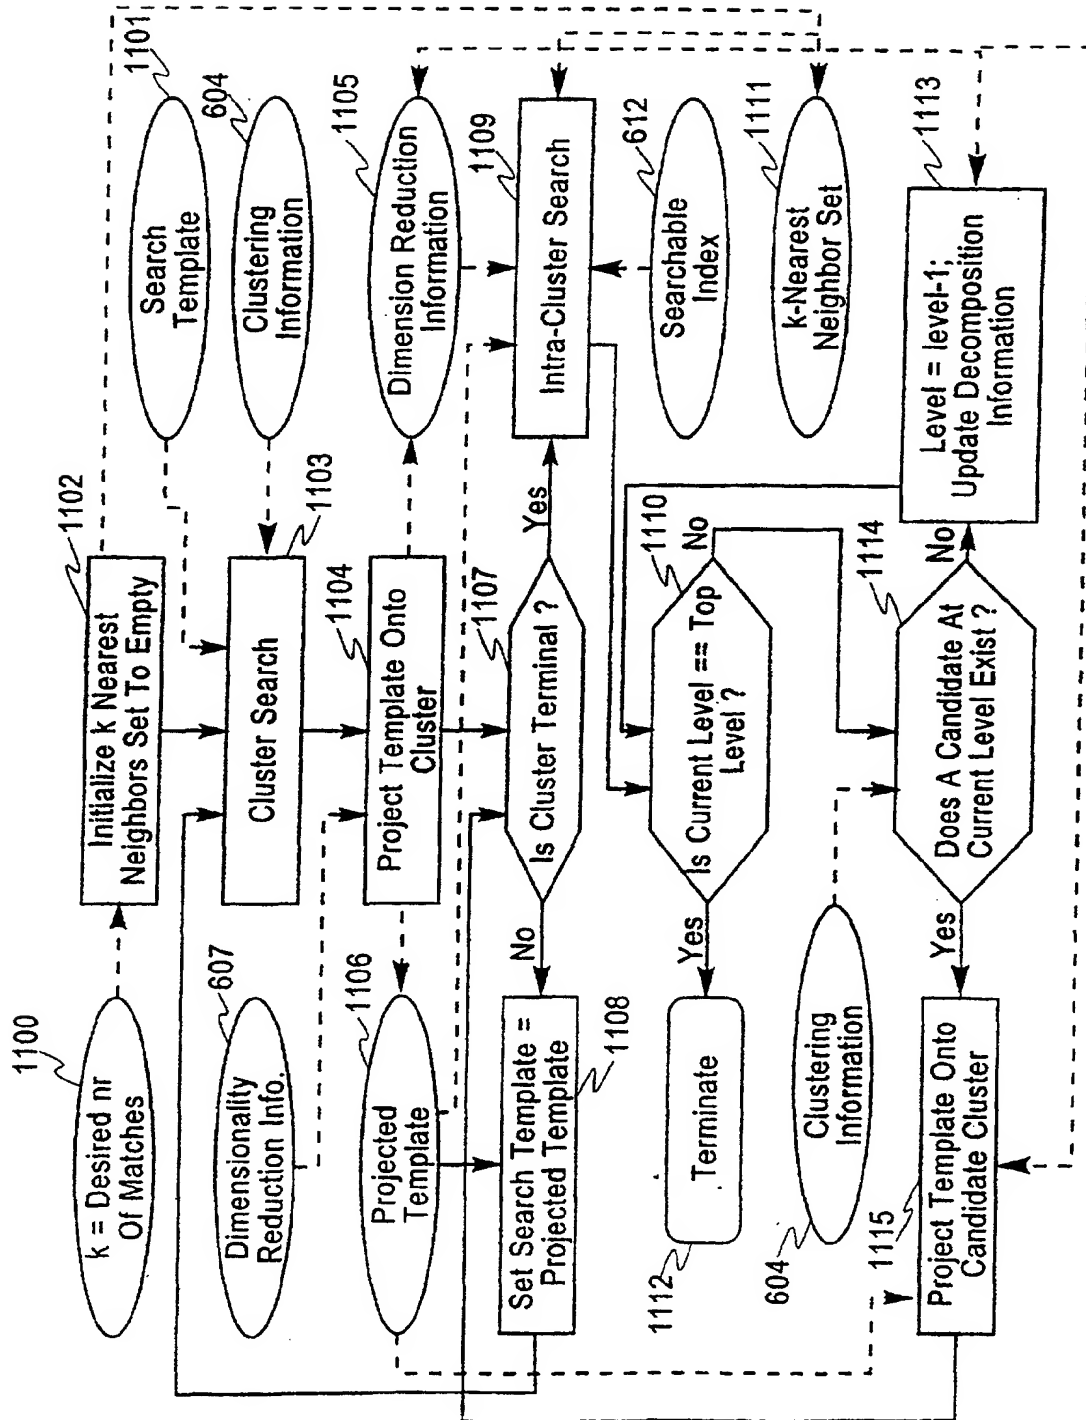 1100
k = Desired nr
Of Matches
1102
Initialize k Nearest
Neighbors Set To Empty
1101
Search
Template
607
Dimensionality
Reduction Info.
1103
Cluster Search
604
Clustering
Information
1106
Projected
Template
1104
Project Template Onto
Cluster
1105
Dimension Reduction
Information
1108
Set Search Template =
Projected Template
No
1107
Is Cluster Terminal ?
Yes
1109
Intra-Cluster Search
612
Searchable
Index
1112
Terminate
Yes
1110
Is Current Level == Top
Level ?
No
1111
k-Nearest
Neighbor Set
604
Clustering
Information
1115
Project Template Onto
Candidate Cluster
Yes
1114
Does A Candidate At
Current Level Exist ?
No
1113
Level = level-1;
Update Decomposition
Information